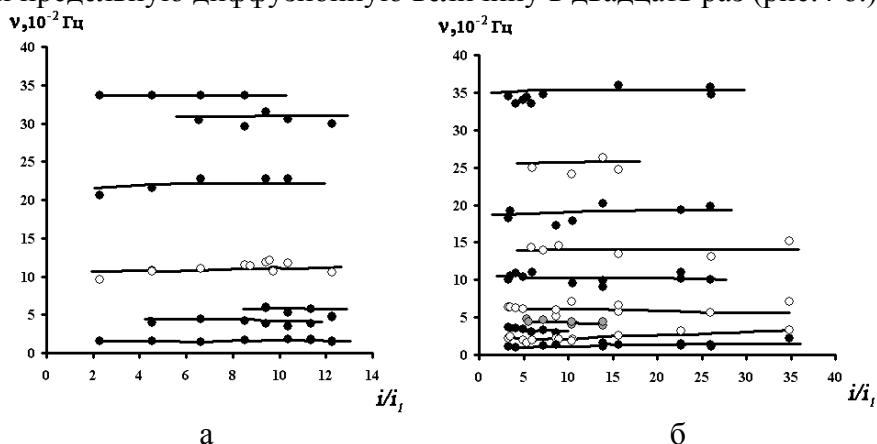 предельную диффузионную величину в двадцать раз (рис.
ν,10⁻² Гц
40
35
30
25
20
15
10
5
0
0 2 4 6 8 10 12 14
i/i₁
а
ν,10⁻² Гц
40
35
30
25
20
15
10
5
0
0 5 10 15 20 25 30 35 40
i/i₁
б